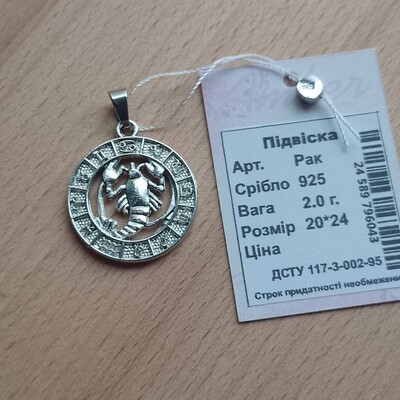 Підвіска
Арт. Рак
Срібло 925
Вага 2.0 г.
Розмір 20*24
Ціна
ДСТУ 117-3-002-95
Строк придатності необмежени
24 589 796043